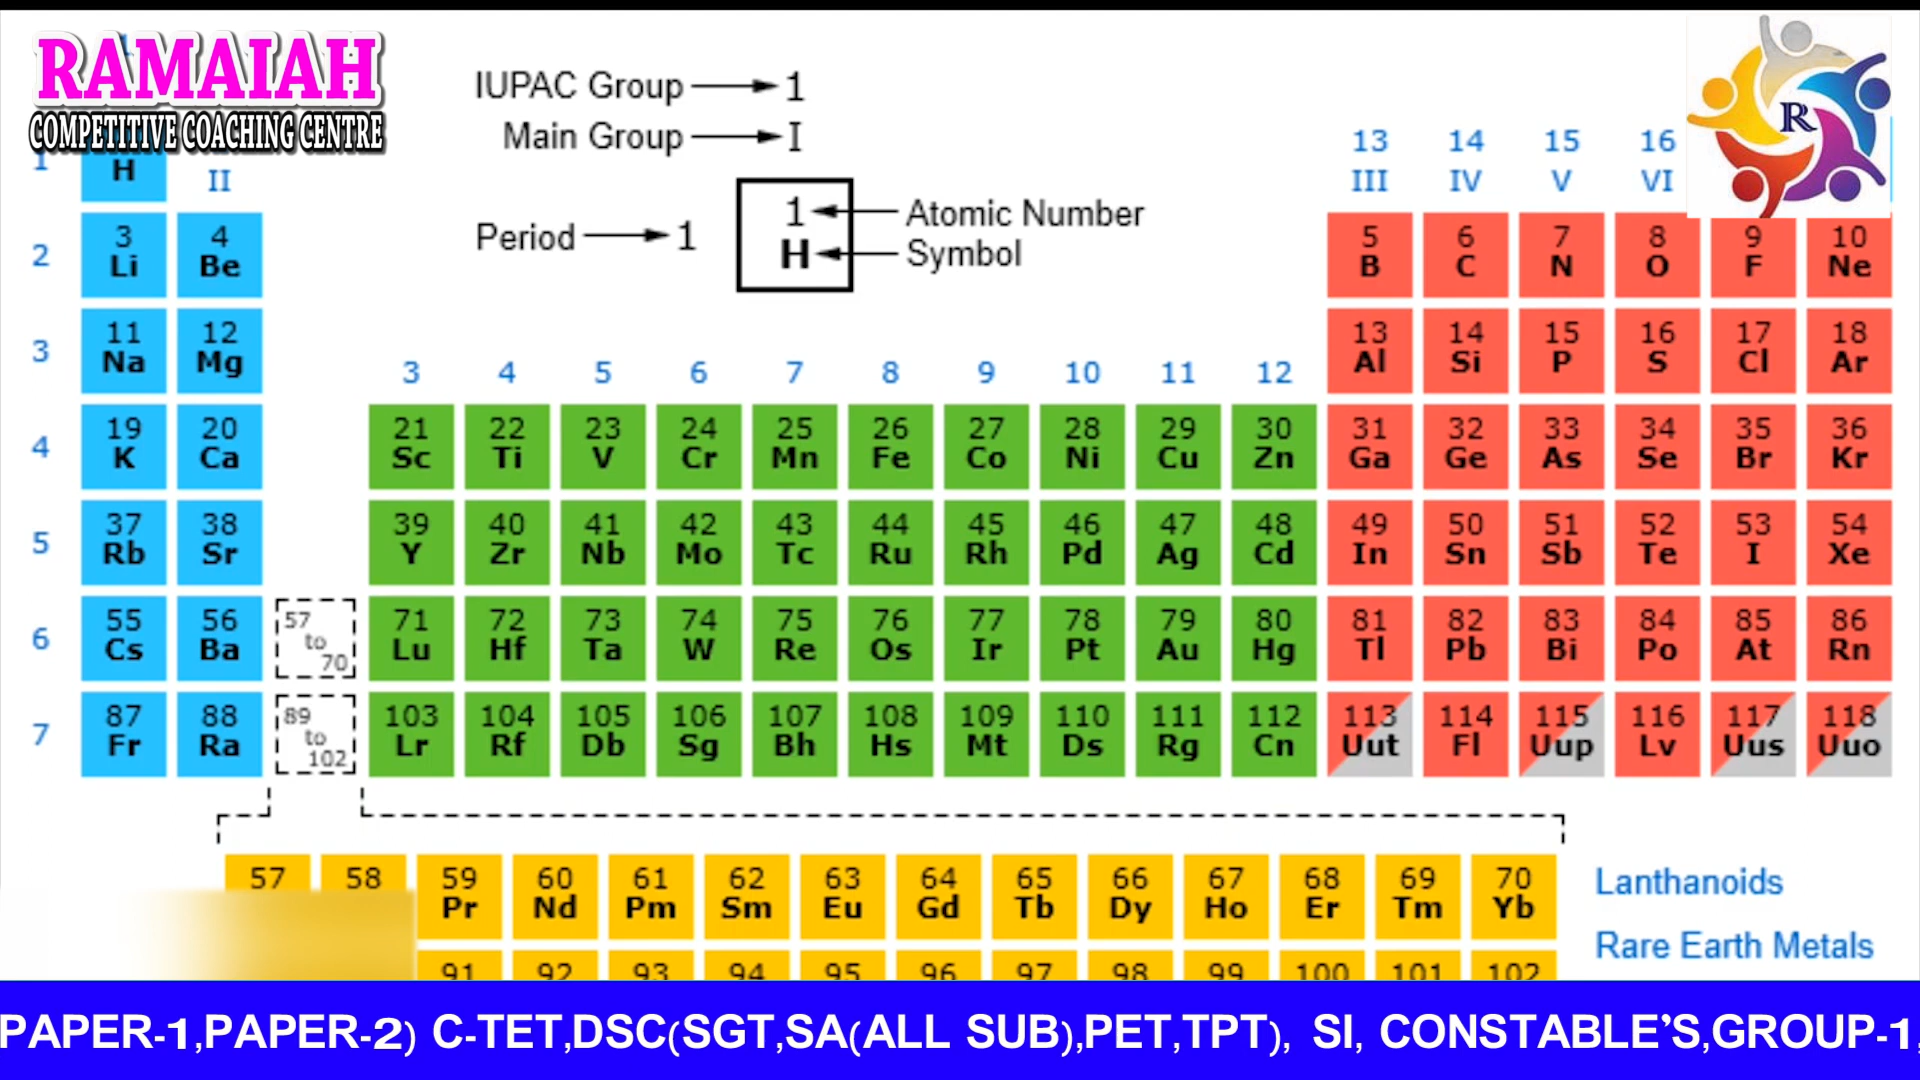 RAMAIAH
COMPETITIVE COACHING CENTRE
IUPAC Group 1
Main Group I
Period 1
1 Atomic Number
H Symbol
13 14 15 16
II III IV V VI
1 H
2 3 Li 4 Be 5 B 6 C 7 N 8 O 9 F 10 Ne
3 11 Na 12 Mg 13 Al 14 Si 15 P 16 S 17 Cl 18 Ar
3 4 5 6 7 8 9 10 11 12
4 19 K 20 Ca 21 Sc 22 Ti 23 V 24 Cr 25 Mn 26 Fe 27 Co 28 Ni 29 Cu 30 Zn 31 Ga 32 Ge 33 As 34 Se 35 Br 36 Kr
5 37 Rb 38 Sr 39 Y 40 Zr 41 Nb 42 Mo 43 Tc 44 Ru 45 Rh 46 Pd 47 Ag 48 Cd 49 In 50 Sn 51 Sb 52 Te 53 I 54 Xe
6 55 Cs 56 Ba 57 to 70 71 Lu 72 Hf 73 Ta 74 W 75 Re 76 Os 77 Ir 78 Pt 79 Au 80 Hg 81 Tl 82 Pb 83 Bi 84 Po 85 At 86 Rn
7 87 Fr 88 Ra 89 to 102 103 Lr 104 Rf 105 Db 106 Sg 107 Bh 108 Hs 109 Mt 110 Ds 111 Rg 112 Cn 113 Uut 114 Fl 115 Uup 116 Lv 117 Uus 118 Uuo
57 58 59 Pr 60 Nd 61 Pm 62 Sm 63 Eu 64 Gd 65 Tb 66 Dy 67 Ho 68 Er 69 Tm 70 Yb Lanthanoids
Rare Earth Metals
91 92 93 94 95 96 97 98 99 100 101 102
R
PAPER-1,PAPER-2) C-TET,DSC(SGT,SA(ALL SUB),PET,TPT), SI, CONSTABLE'S,GROUP-1,